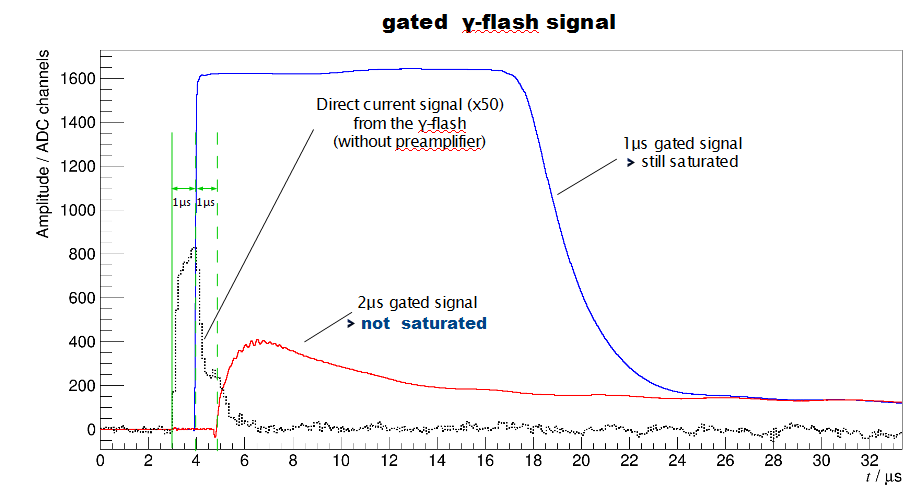 gated γ-flash signal
Amplitude / ADC channels
1600
1400
1200
1000
800
600
400
200
0
Direct current signal (x50)
from the γ-flash
(without preamplifier)
1μs gated signal
> still saturated
1μs 1μs
2μs gated signal
> not saturated
0 2 4 6 8 10 12 14 16 18 20 22 24 26 28 30 32
t / μs